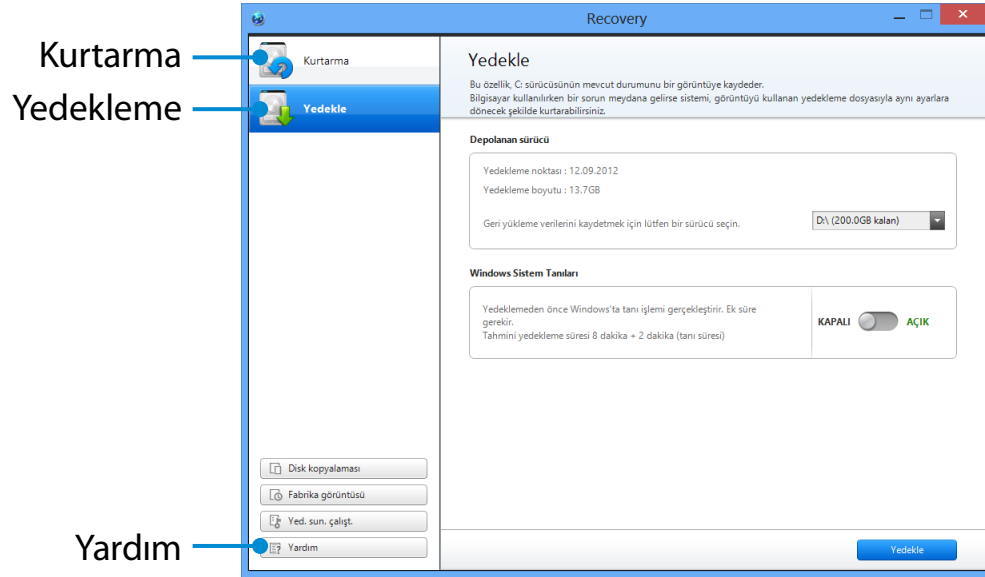 Recovery
Kurtarma
Yedekleme
Yardım
Kurtarma
Yedekle
Disk kopyalaması
Fabrika görüntüsü
Yed. sun. çalışt.
Yardım
Yedekle
Bu özellik, C: sürücüsünün mevcut durumunu bir görüntüye kaydeder.
Bilgisayar kullanılırken bir sorun meydana gelirse sistemi, görüntüyü kullanan yedekleme dosyasıyla aynı ayarlara
dönecek şekilde kurtarabilirsiniz.
Depolanan sürücü
Yedekleme noktası : 12.09.2012
Yedekleme boyutu : 13.7GB
Geri yükleme verilerini kaydetmek için lütfen bir sürücü seçin.
D:\ (200.0GB kalan)
Windows Sistem Tanıları
Yedeklemeden önce Windows'ta tanı işlemi gerçekleştirir. Ek süre
gerekir.
Tahmini yedekleme süresi 8 dakika + 2 dakika (tanı süresi)
KAPALI
AÇIK
Yedekle